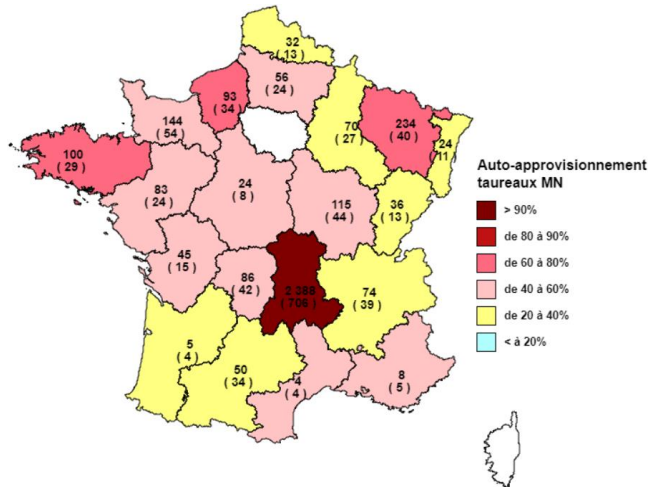 32
( 13 )
56
( 24 )
93
( 34 )
144
( 54 )
234
( 40 )
70
( 27 )
24
11 )
100
( 29 )
83
( 24 )
24
( 8 )
115
( 44 )
36
( 13 )
45
( 15 )
86
( 42 )
2 388
( 706 )
74
( 39 )
5
( 4 )
50
( 34 )
4
( 4 )
8
( 5 )
Auto-approvisionnement
taureaux MN
> 90%
de 80 à 90%
de 60 à 80%
de 40 à 60%
de 20 à 40%
< à 20%